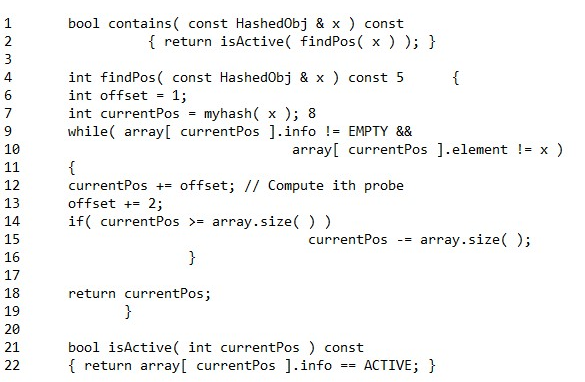 1 bool contains( const HashedObj & x ) const
2 { return isActive( findPos( x ) ); }
3
4 int findPos( const HashedObj & x ) const 5 {
6 int offset = 1;
7 int currentPos = myhash( x ); 8
9 while( array[ currentPos ].info != EMPTY &&
10 array[ currentPos ].element != x )
11 {
12 currentPos += offset; // Compute ith probe
13 offset += 2;
14 if( currentPos >= array.size( ) )
15 currentPos -= array.size( );
16 }
17
18 return currentPos;
19 }
20
21 bool isActive( int currentPos ) const
22 { return array[ currentPos ].info == ACTIVE; }